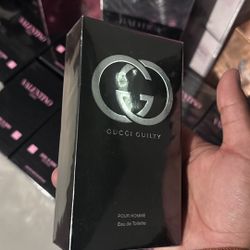 GUCCI GUILTY
POUR HOMME
Eau de Toilette
VALENTINO